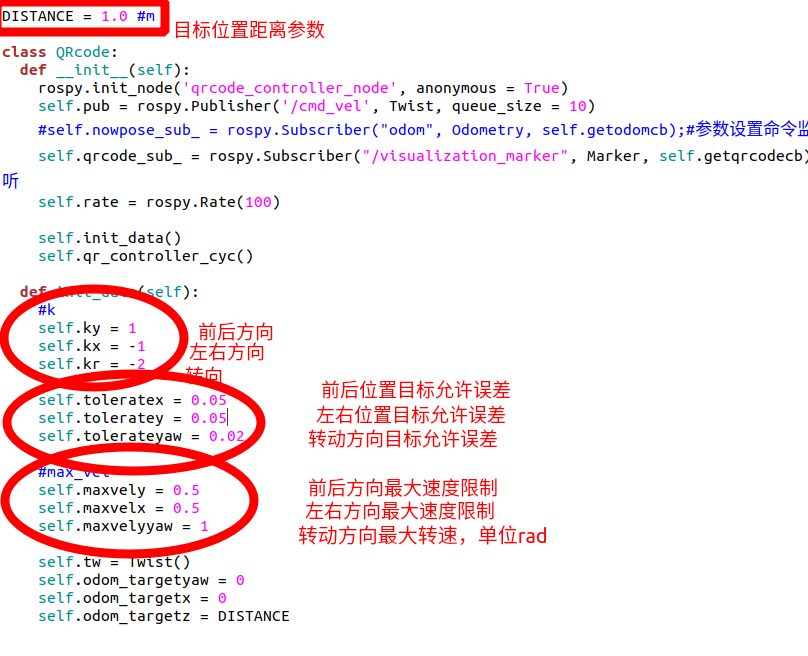 DISTANCE = 1.0 #m
目标位置距离参数
class QRcode:
def __init__(self):
rospy.init_node('qrcode_controller_node', anonymous = True)
self.pub = rospy.Publisher('/cmd_vel', Twist, queue_size = 10)
#self.nowpose_sub_ = rospy.Subscriber("odom", Odometry, self.getodomcb);#参数设置命令监
self.qrcode_sub_ = rospy.Subscriber("/visualization_marker", Marker, self.getqrcodecb)
听
self.rate = rospy.Rate(100)
self.init_data()
self.qr_controller_cyc()
def init_data(self):
#k
self.ky = 1 前后方向
self.kx = -1 左右方向
self.kr = -2 转向
self.toleratex = 0.05 前后位置目标允许误差
self.toleratey = 0.05 左右位置目标允许误差
self.tolerateyaw = 0.02 转动方向目标允许误差
#max_vel
self.maxvely = 0.5 前后方向最大速度限制
self.maxvelx = 0.5 左右方向最大速度限制
self.maxvelyyaw = 1 转动方向最大转速，单位rad
self.tw = Twist()
self.odom_targetyaw = 0
self.odom_targetx = 0
self.odom_targetz = DISTANCE